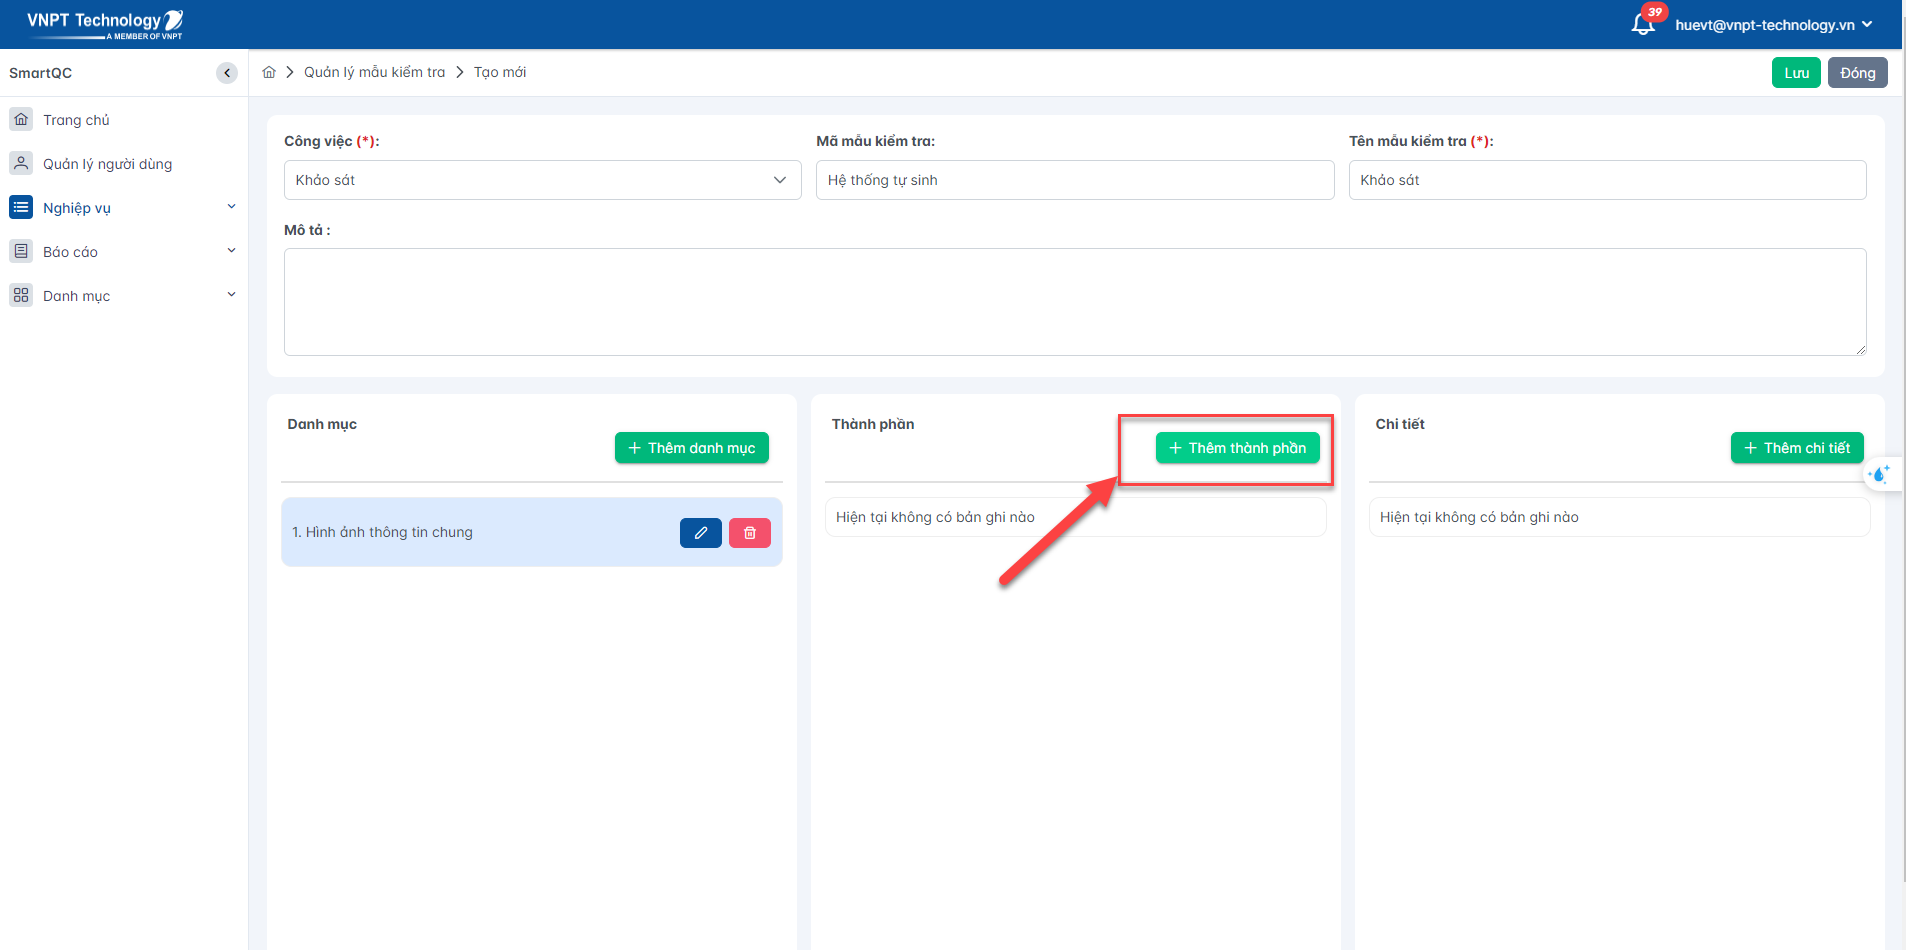 VNPT Technology
A MEMBER OF VNPT
39
huevt@vnpt-technology.vn
SmartQC
Quản lý mẫu kiểm tra
Tạo mới
Lưu
Đóng
Trang chủ
Quản lý người dùng
Nghiệp vụ
Báo cáo
Danh mục
Công việc (*):
Mã mẫu kiểm tra:
Tên mẫu kiểm tra (*):
Khảo sát
Hệ thống tự sinh
Khảo sát
Mô tả :
Danh mục
+ Thêm danh mục
1. Hình ảnh thông tin chung
Thành phần
+ Thêm thành phần
Hiện tại không có bản ghi nào
Chi tiết
+ Thêm chi tiết
Hiện tại không có bản ghi nào